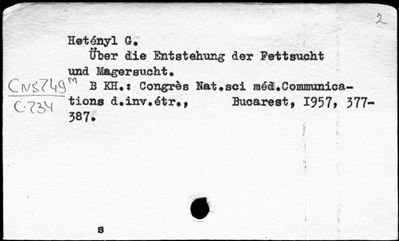 2
Hetényl G.
Über die Entstehung der Fettsucht
und Magersucht.
CNS749 M B KH.: Congrès Nat.sci méd.Communica-
C-734 tions d.inv.étr., Bucarest, I957, 377-
387.
s